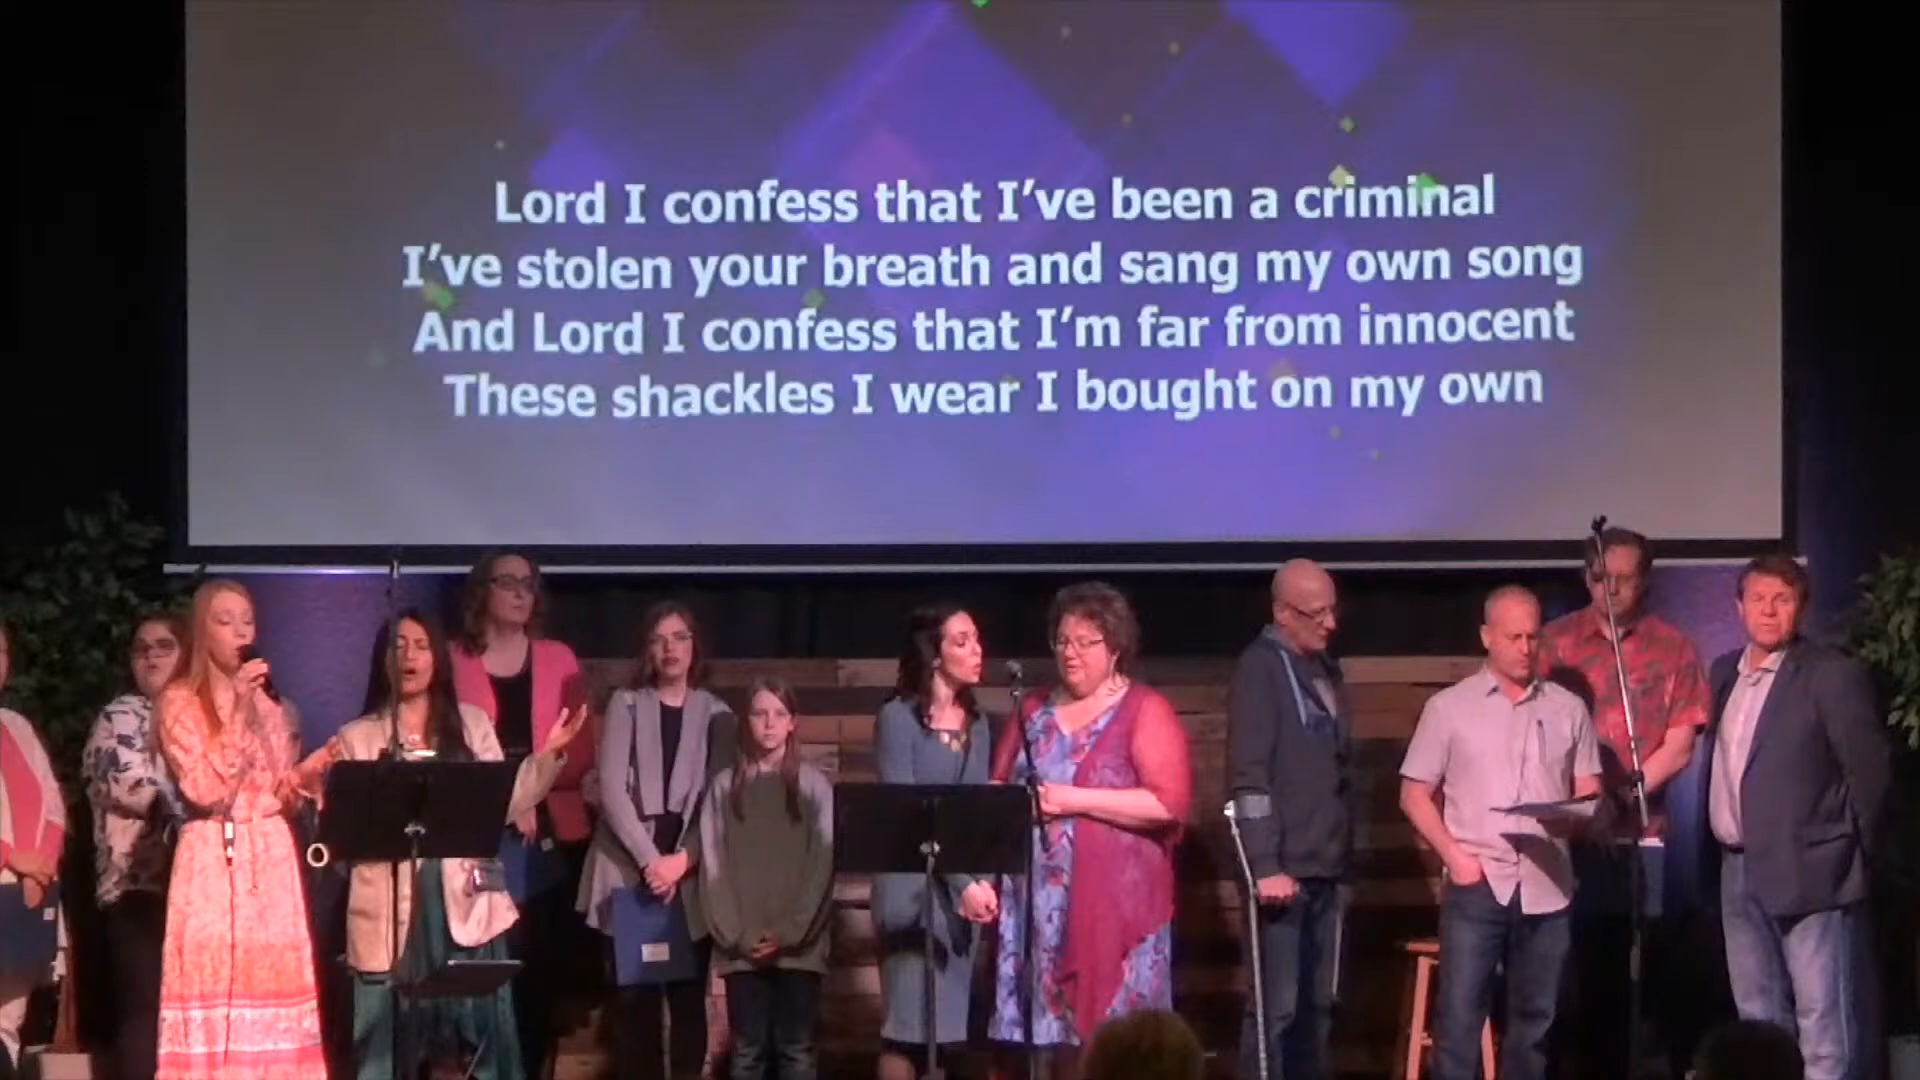 Lord I confess that I've been a criminal
I've stolen your breath and sang my own song
And Lord I confess that I'm far from innocent
These shackles I wear I bought on my own